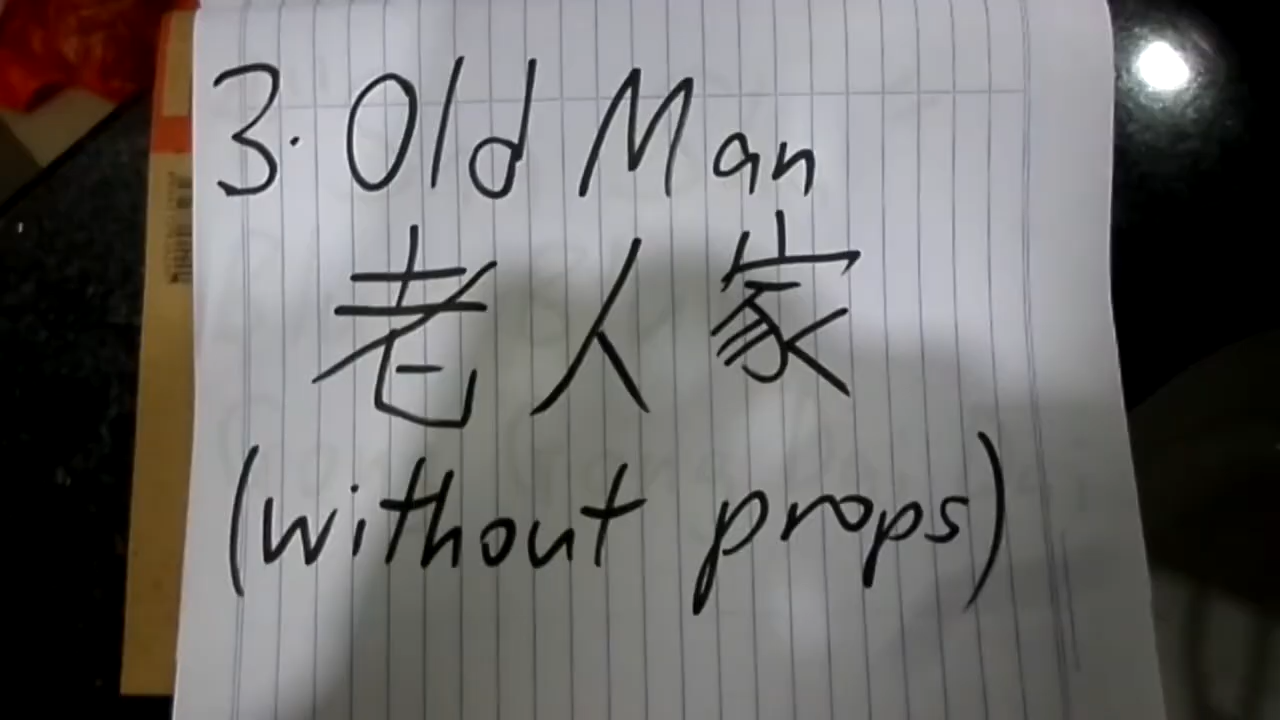 3. Old Man
老人家
(without props)